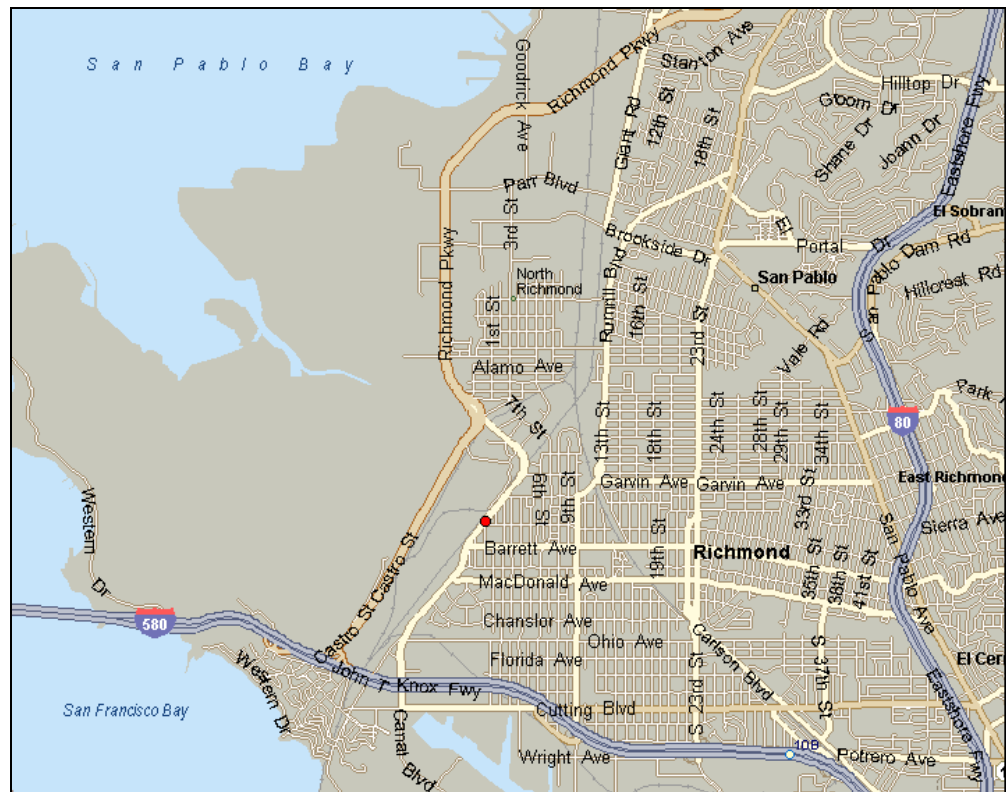 San Pablo Bay
Goodrick Ave
Richmond Pkwy
Stanton Ave
Hilltop Dr
Groom Dr
Shane Dr
Joann Dr
Eastshore Fwy
12th St
18th St
Giant Rd
Parr Blvd
3rd St
Brookside Dr
El Portal Dr
El Sobran
San Pablo Dam Rd
Hillcrest Rd
San Pablo
North
Richmond
Rumrill Blvd
16th St
1st St
Richmond Pkwy
23rd St
Vale Rd
Alamo Ave
7th St
13th St
18th St
24th St
28th St
29th St
34th St
80
Park
East Richmond
Garvin Ave
Garvin Ave
6th St
9th St
33rd St
Sierra Ave
San Pablo Ave
Western Dr
Barrett Ave
19th St
Richmond
MacDonald Ave
35th St
38th St
41st St
580
Castro St
Castro St
Chanslor Ave
Ohio Ave
Carlson Blvd
S 37th St
El Cerr
Florida Ave
John T Knox Fwy
Western Dr
San Francisco Bay
Canal Blvd
Cutting Blvd
S 23rd St
Eastshore Fwy
Wright Ave
10B
Potrero Ave